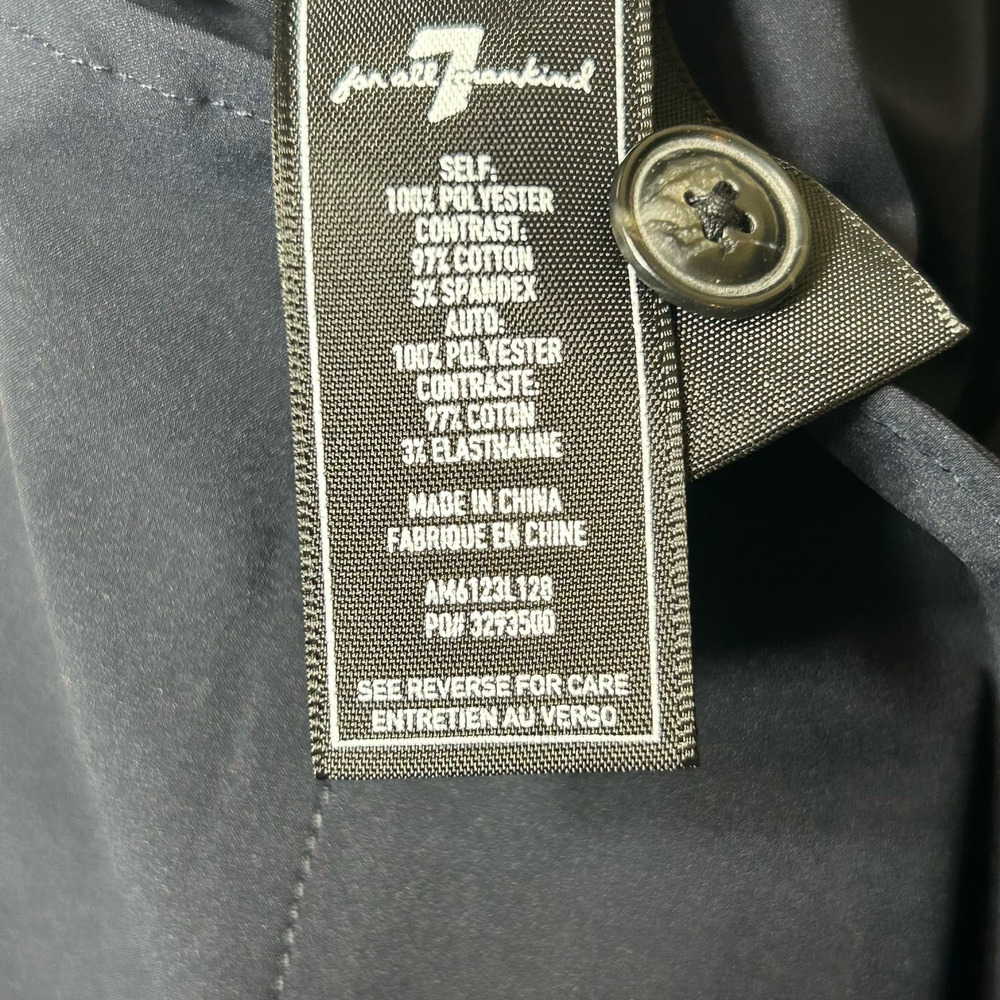 7
for all mankind
SELF:
100% POLYESTER
CONTRAST:
97% COTTON
3% SPANDEX
AUTO:
100% POLYESTER
CONTRASTE
97% COTON
3% ELASTHANNE
MADE IN CHINA
FABRIQUE EN CHINE
AM6123L128
PO# 3293500
SEE REVERSE FOR CARE
ENTRETIEN AU VERSO